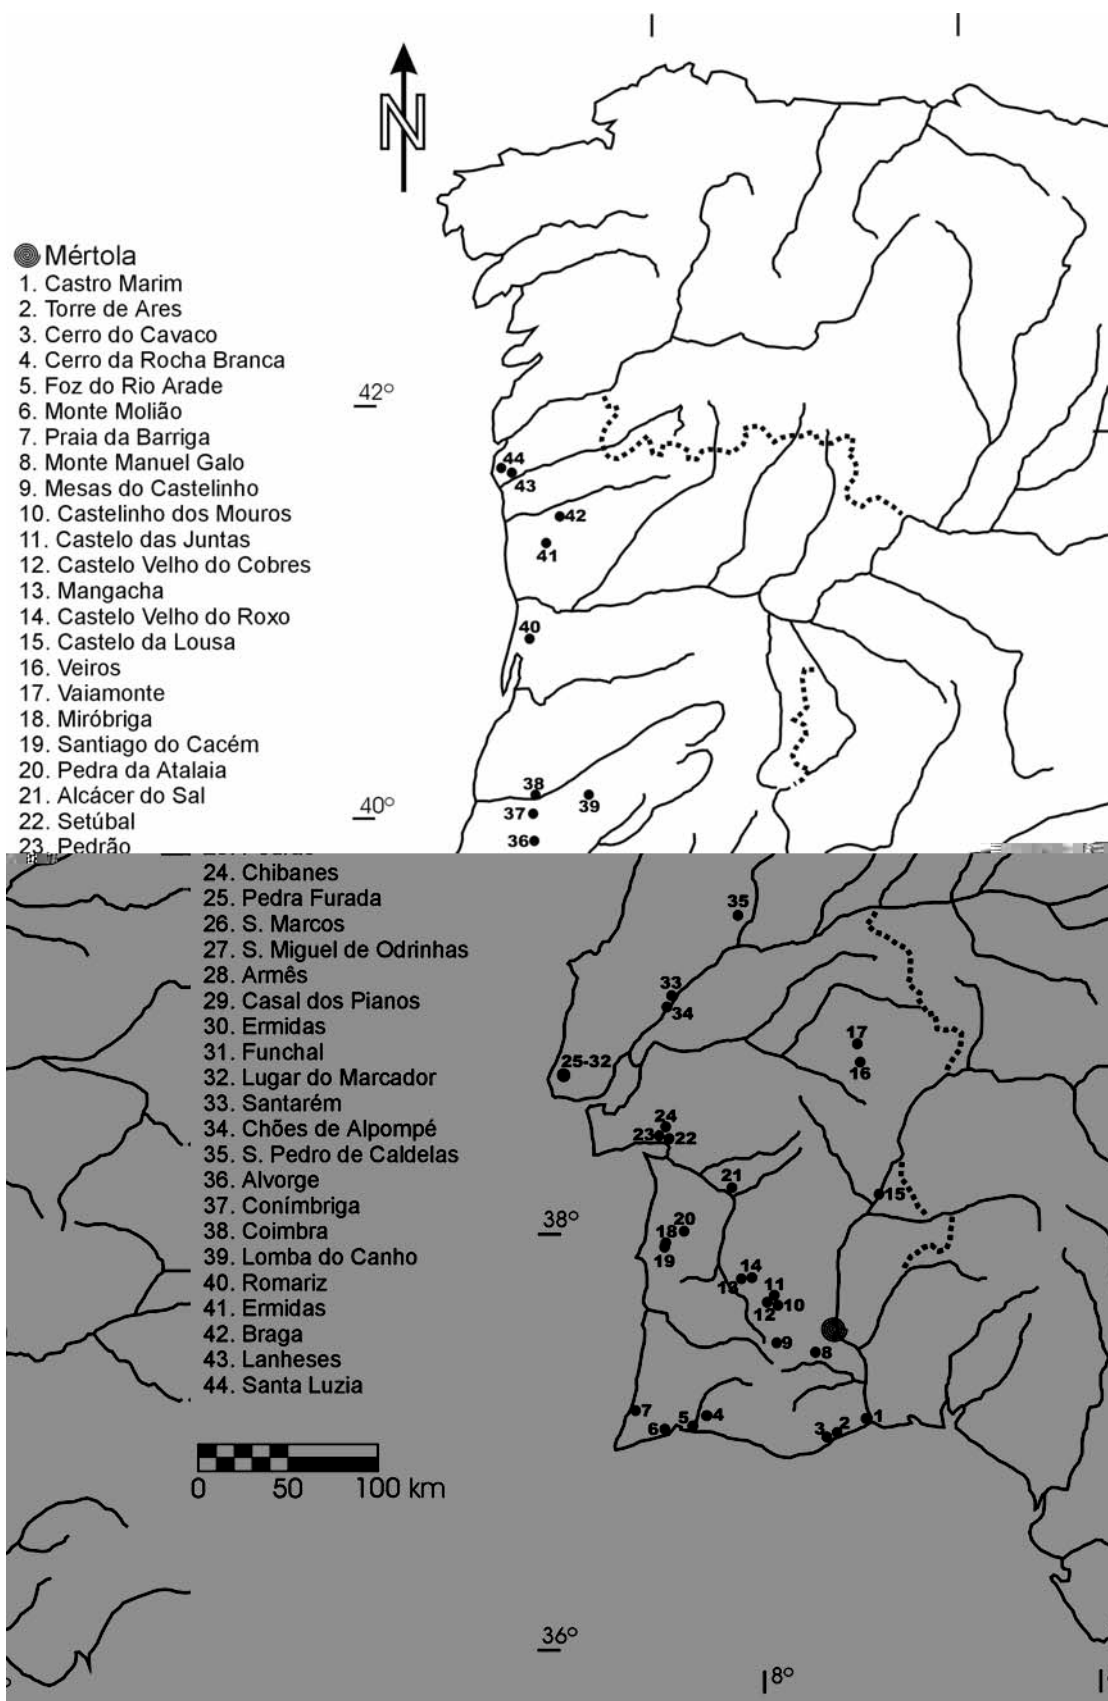 N
Mértola
1. Castro Marim
2. Torre de Ares
3. Cerro do Cavaco
4. Cerro da Rocha Branca
5. Foz do Rio Arade
6. Monte Molião
7. Praia da Barriga
8. Monte Manuel Galo
9. Mesas do Castelinho
10. Castelinho dos Mouros
11. Castelo das Juntas
12. Castelo Velho do Cobres
13. Mangacha
14. Castelo Velho do Roxo
15. Castelo da Lousa
16. Veiros
17. Vaiamonte
18. Miróbriga
19. Santiago do Cacém
20. Pedra da Atalaia
21. Alcácer do Sal
22. Setúbal
23. Pedrão
24. Chibanes
25. Pedra Furada
26. S. Marcos
27. S. Miguel de Odrinhas
28. Armês
29. Casal dos Pianos
30. Ermidas
31. Funchal
32. Lugar do Marcador
33. Santarém
34. Chões de Alpompé
35. S. Pedro de Caldelas
36. Alvorge
37. Conímbriga
38. Coimbra
39. Lomba do Canho
40. Romariz
41. Ermidas
42. Braga
43. Lanheses
44. Santa Luzia
0 50 100 km
42°
44
43
42
41
40
38
39
40°
37
36
35
33
34
17
16
25-32
24
23
22
21
15
38°
20
18
19
14
13
11
12
10
9
8
7
6
5
4
3
2
1
36°
8°